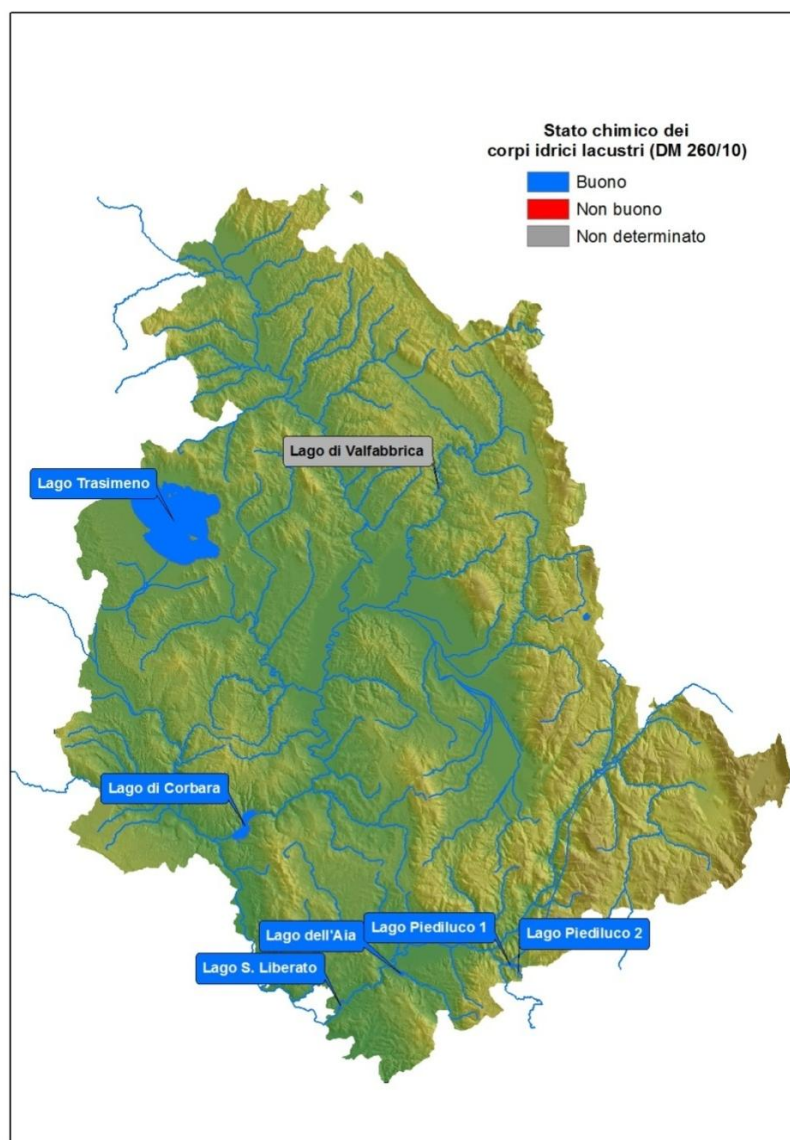 Stato chimico dei
corpi idrici lacustri (DM 260/10)
Buono
Non buono
Non determinato
Lago di Valfabbrica
Lago Trasimeno
Lago di Corbara
Lago Piediluco 1
Lago Piediluco 2
Lago dell'Aia
Lago S. Liberato